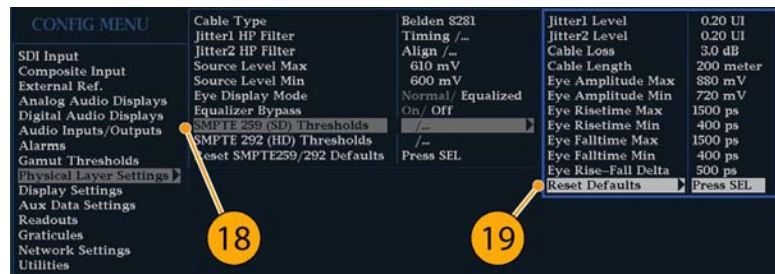 CONFIG MENU
SDI Input
Composite Input
External Ref.
Analog Audio Displays
Digital Audio Displays
Audio Inputs/Outputs
Alarms
Gamut Thresholds
Physical Layer Settings
Display Settings
Aux Data Settings
Readouts
Graticules
Network Settings
Utilities
Cable Type Belden 8281
Jitter1 HP Filter Timing /...
Jitter2 HP Filter Align /...
Source Level Max 610 mV
Source Level Min 600 mV
Eye Display Mode Normal/ Equalized
Equalizer Bypass On/ Off
SMPTE 259 (SD) Thresholds /...
SMPTE 292 (HD) Thresholds /...
Reset SMPTE259/292 Defaults Press SEL
Jitter1 Level 0.20 UI
Jitter2 Level 0.20 UI
Cable Loss 3.0 dB
Cable Length 200 meter
Eye Amplitude Max 880 mV
Eye Amplitude Min 720 mV
Eye Risetime Max 1500 ps
Eye Risetime Min 400 ps
Eye Falltime Max 1500 ps
Eye Falltime Min 400 ps
Eye Rise-Fall Delta 500 ps
Reset Defaults Press SEL
18
19